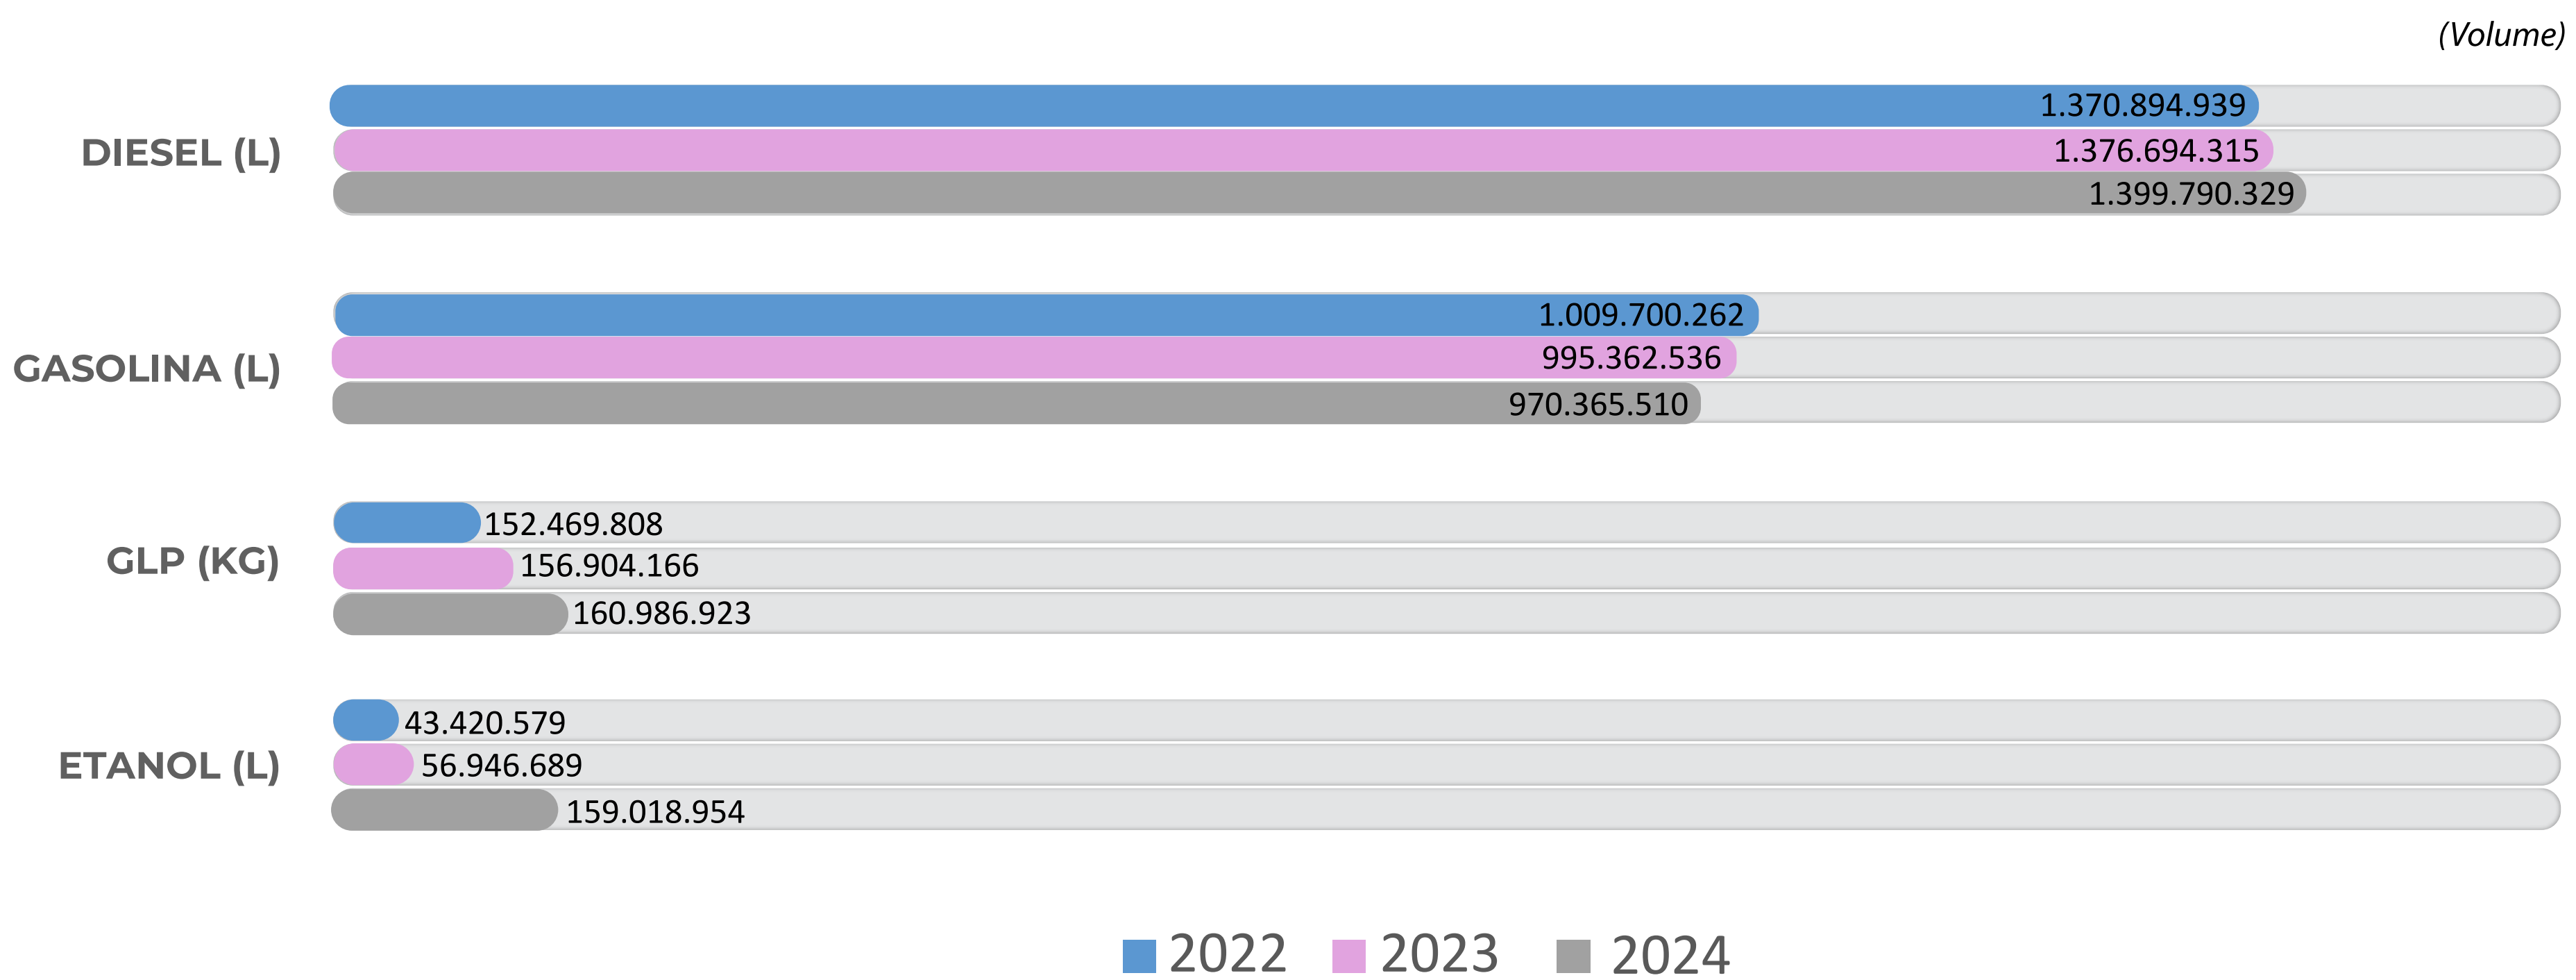 (Volume)
DIESEL (L)
1.370.894.939
1.376.694.315
1.399.790.329
GASOLINA (L)
1.009.700.262
995.362.536
970.365.510
GLP (KG)
152.469.808
156.904.166
160.986.923
ETANOL (L)
43.420.579
56.946.689
159.018.954
2022 2023 2024